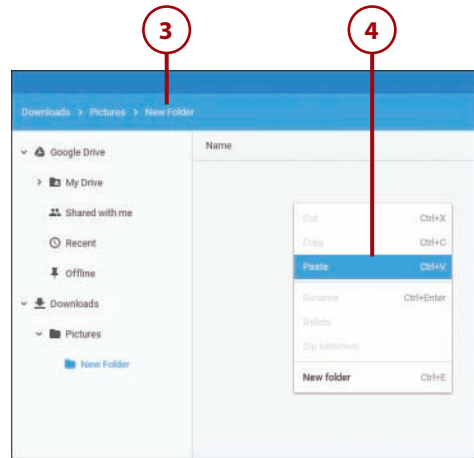 3 4
Downloads > Pictures > New Folder
Google Drive
Name
My Drive
Shared with me
Recent
Offline
Downloads
Pictures
New Folder
Cut Ctrl+X
Copy Ctrl+C
Paste Ctrl+V
Rename Ctrl+Enter
Delete
Zip selection
New folder Ctrl+E